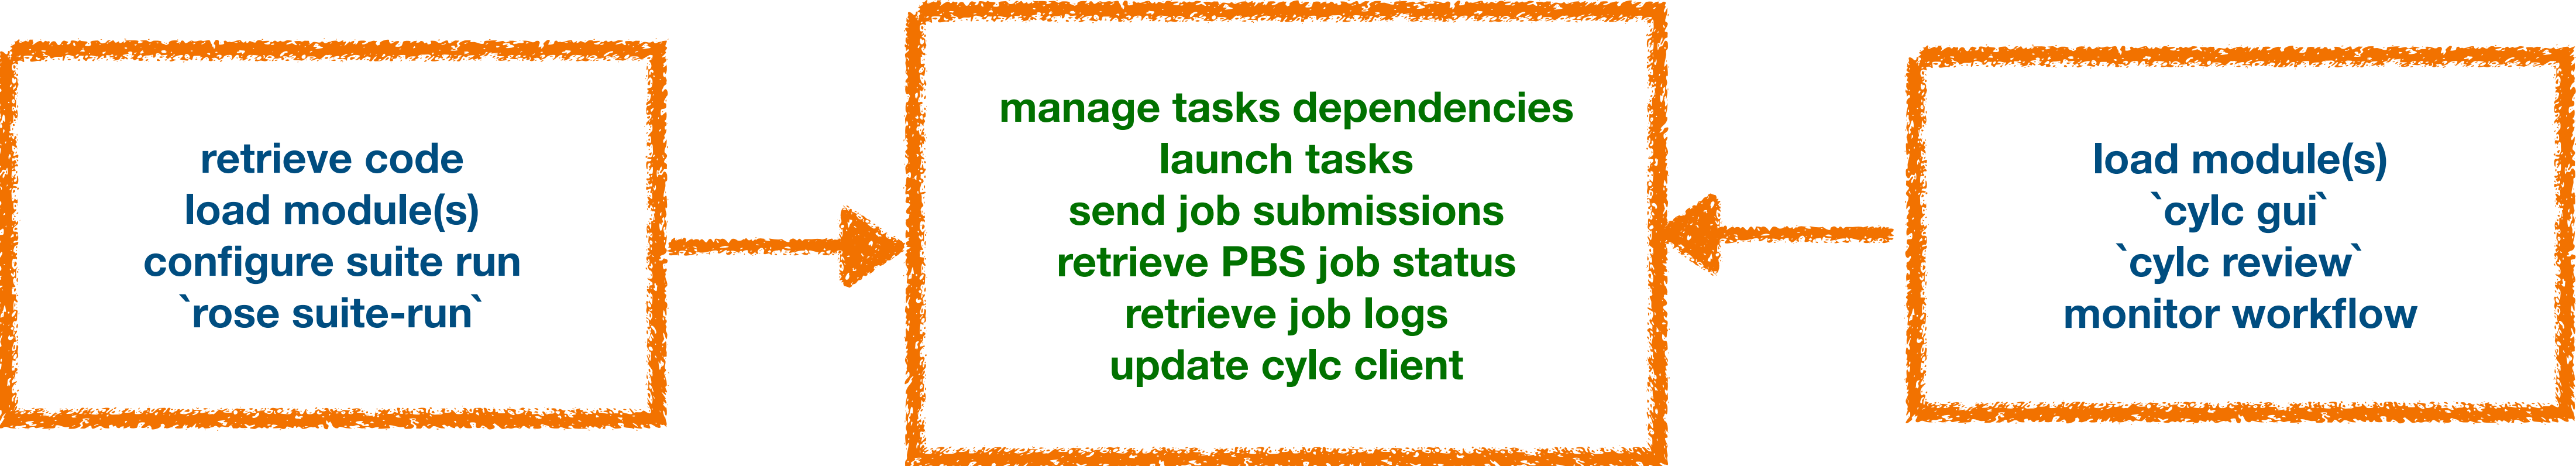 retrieve code
load module(s)
configure suite run
`rose suite-run`
manage tasks dependencies
launch tasks
send job submissions
retrieve PBS job status
retrieve job logs
update cylc client
load module(s)
`cylc gui`
`cylc review`
monitor workflow